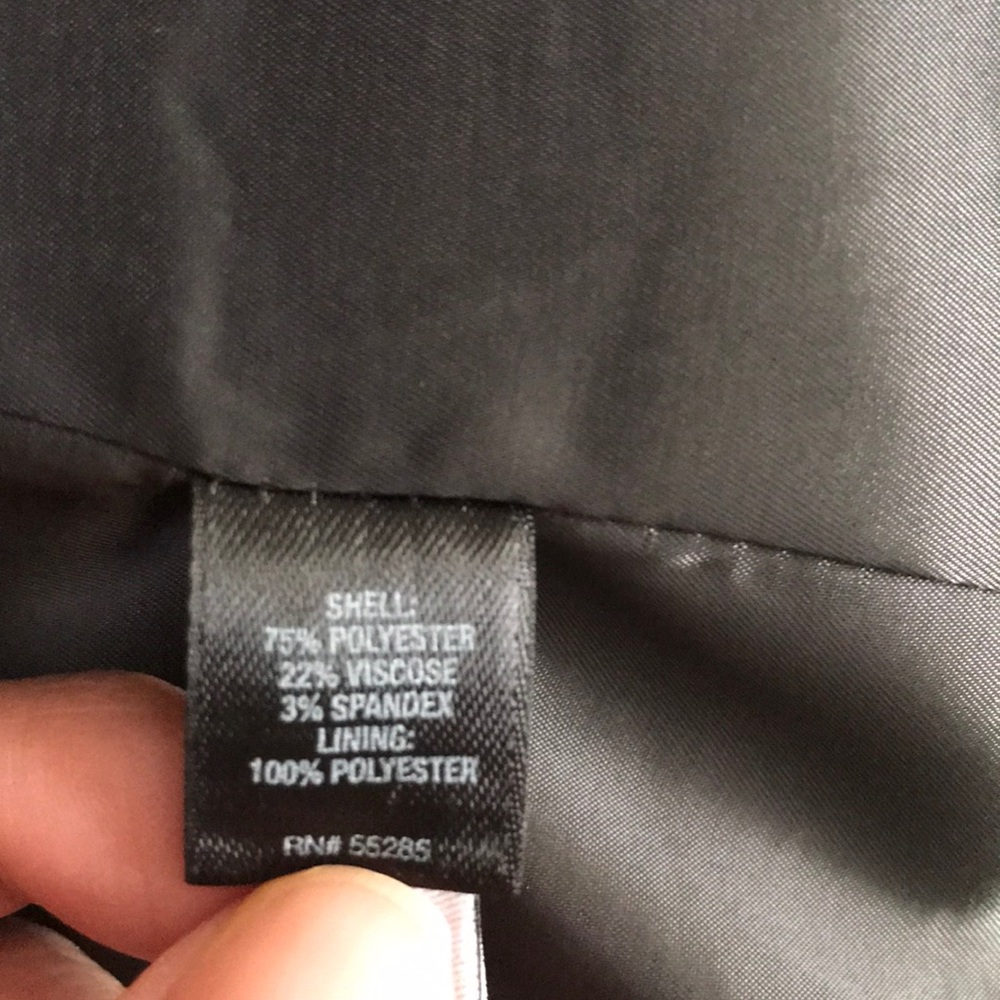 SHELL:
75% POLYESTER
22% VISCOSE
3% SPANDEX
LINING:
100% POLYESTER
RN# 55285